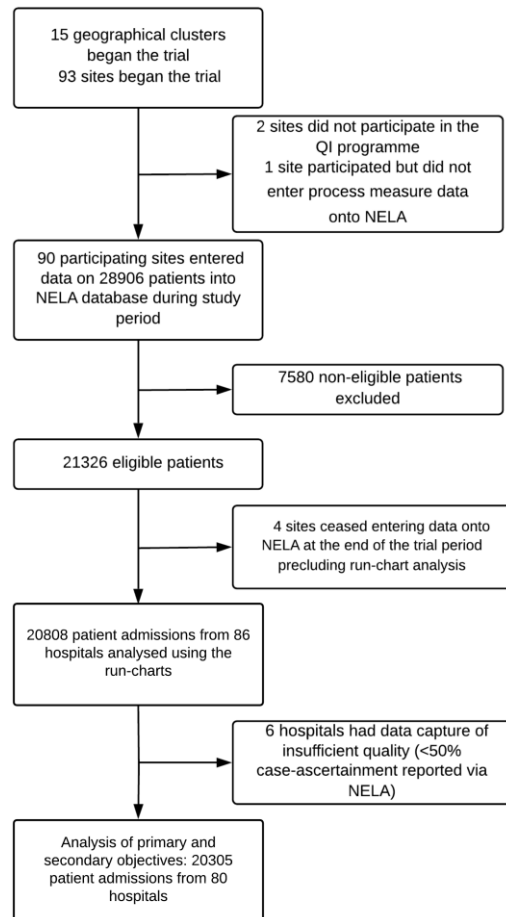 15 geographical clusters
began the trial
93 sites began the trial
2 sites did not participate in the
QI programme
1 site participated but did not
enter process measure data
onto NELA
90 participating sites entered
data on 28906 patients into
NELA database during study
period
7580 non-eligible patients
excluded
21326 eligible patients
4 sites ceased entering data onto
NELA at the end of the trial period
precluding run-chart analysis
20808 patient admissions from 86
hospitals analysed using the
run-charts
6 hospitals had data capture of
insufficient quality (<50%
case-ascertainment reported via
NELA)
Analysis of primary and
secondary objectives: 20305
patient admissions from 80
hospitals